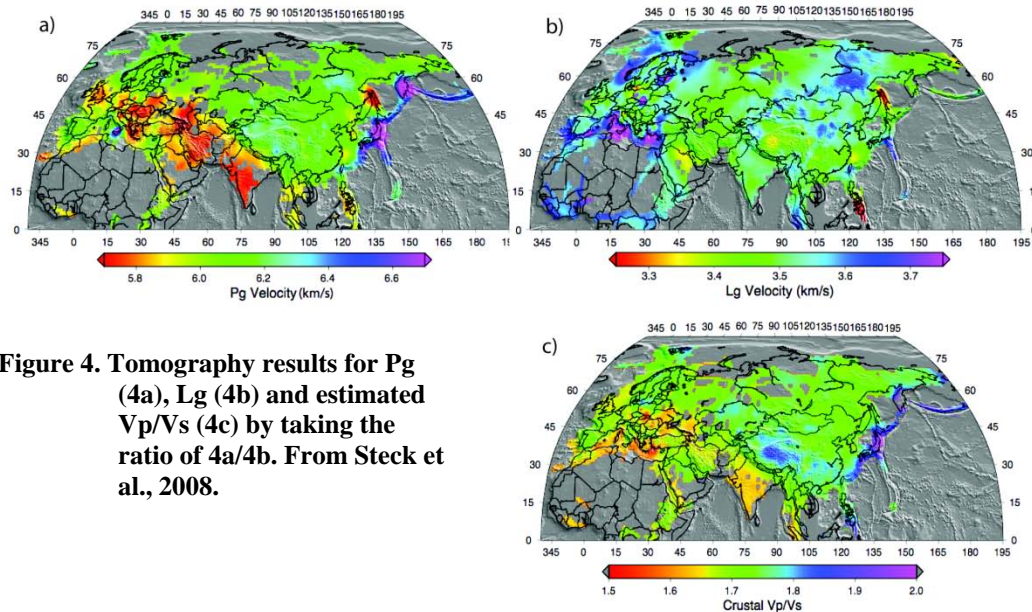 345 0 15 30 45 60 75 90 105 120 135 150 165 180 195
a)
75 75
60 60
45 45
30 30
15 15
0 0
345 0 15 30 45 60 75 90 105 120 135 150 165 180
5.8 6.0 6.2 6.4 6.6
Pg Velocity (km/s)
345 0 15 30 45 60 75 90 105 120 135 150 165 180 195
b)
75 75
60 60
45 45
30 30
15 15
0 0
345 0 15 30 45 60 75 90 105 120 135 150 165 180 195
3.3 3.4 3.5 3.6 3.7
Lg Velocity (km/s)
Figure 4. Tomography results for Pg
(4a), Lg (4b) and estimated
Vp/Vs (4c) by taking the
ratio of 4a/4b. From Steck et
al., 2008.
345 0 15 30 45 60 75 90 105 120 135 150 165 180 195
c)
75 75
60 60
45 45
30 30
15 15
0 0
345 0 15 30 45 60 75 90 105 120 135 150 165 180 195
1.5 1.6 1.7 1.8 1.9 2.0
Crustal Vp/Vs